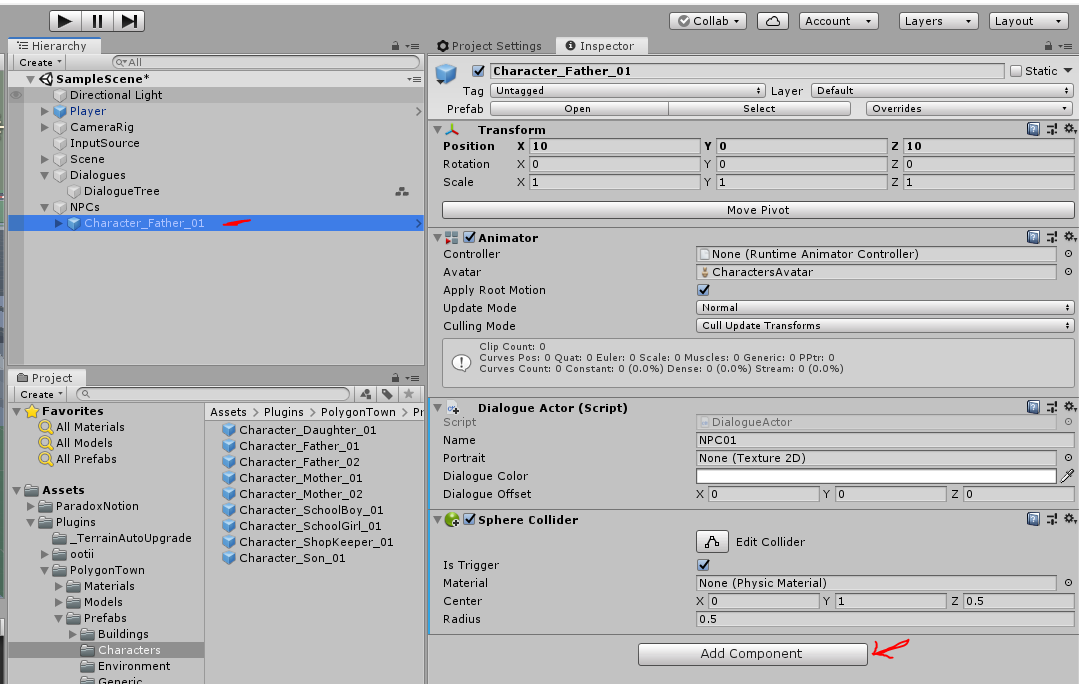 Collab Account Layers Layout
Hierarchy
Create All
SampleScene*
Directional Light
Player
CameraRig
InputSource
Scene
Dialogues
DialogueTree
NPCs
Character_Father_01
Project
Create
Favorites
All Materials
All Models
All Prefabs
Assets
ParadoxNotion
Plugins
_TerrainAutoUpgrade
ootii
PolygonTown
Materials
Models
Prefabs
Buildings
Characters
Environment
Generic
Assets > Plugins > PolygonTown > Pr
Character_Daughter_01
Character_Father_01
Character_Father_02
Character_Mother_01
Character_Mother_02
Character_SchoolBoy_01
Character_SchoolGirl_01
Character_ShopKeeper_01
Character_Son_01
Project Settings Inspector
Character_Father_01 Static
Tag Untagged Layer Default
Prefab Open Select Overrides
Transform
Position X 10 Y 0 Z 10
Rotation X 0 Y 0 Z 0
Scale X 1 Y 1 Z 1
Move Pivot
Animator
Controller None (Runtime Animator Controller)
Avatar CharactersAvatar
Apply Root Motion
Update Mode Normal
Culling Mode Cull Update Transforms
Clip Count: 0
Curves Pos: 0 Quat: 0 Euler: 0 Scale: 0 Muscles: 0 Generic: 0 PPtr: 0
Curves Count: 0 Constant: 0 (0.0%) Dense: 0 (0.0%) Stream: 0 (0.0%)
Dialogue Actor (Script)
Script DialogueActor
Name NPC01
Portrait None (Texture 2D)
Dialogue Color
Dialogue Offset X 0 Y 0 Z 0
Sphere Collider
Edit Collider
Is Trigger
Material None (Physic Material)
Center X 0 Y 1 Z 0.5
Radius 0.5
Add Component